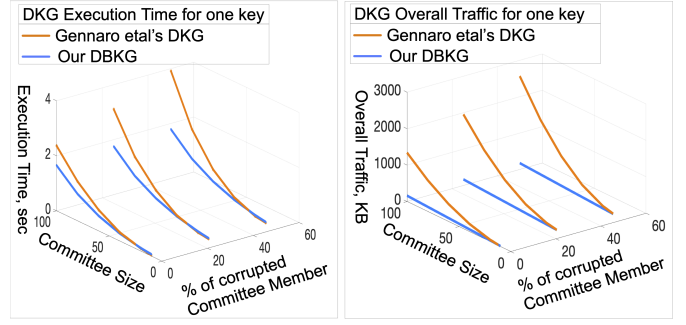 DKG Execution Time for one key
Gennaro etal's DKG
Our DBKG
Execution Time, sec
4
2
0
100
50
0
Committee Size
0
20
40
60
% of corrupted
Committee Member
DKG Overall Traffic for one key
Gennaro etal's DKG
Our DBKG
Overall Traffic, KB
3000
2000
1000
0
100
50
0
Committee Size
0
20
40
60
% of corrupted
Committee Member